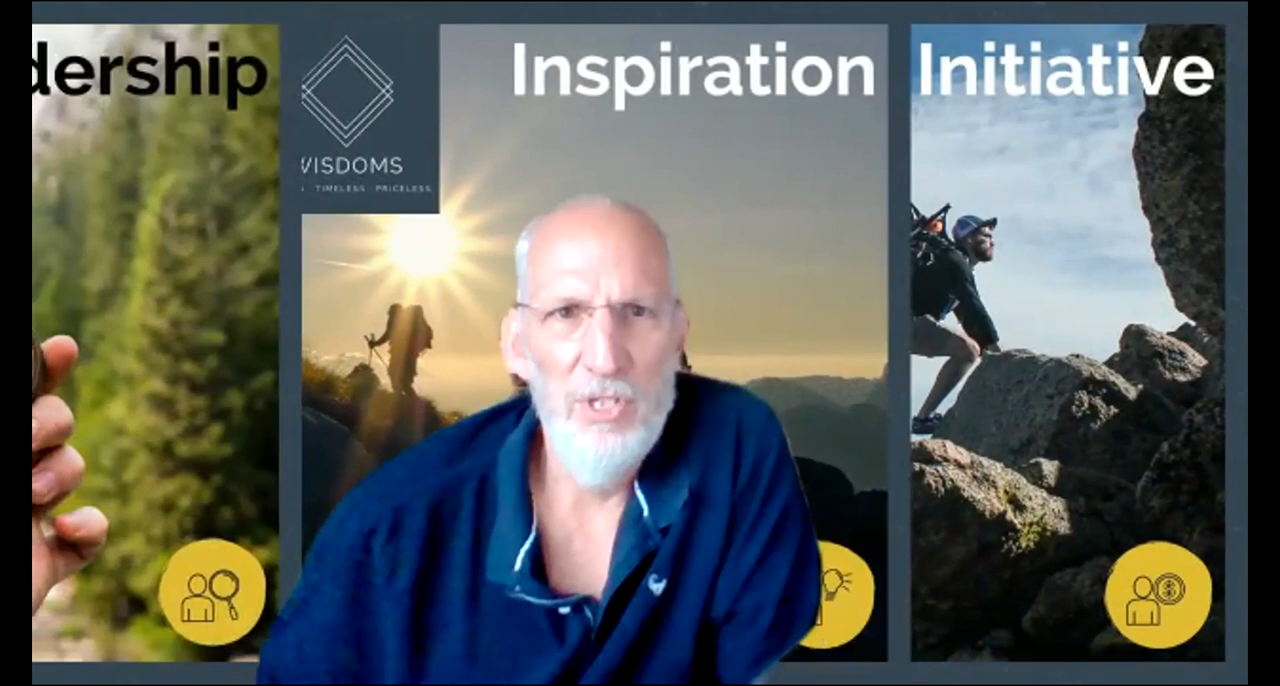 dership
Inspiration
Initiative
VISDOMS
TIMELESS · PRICELESS